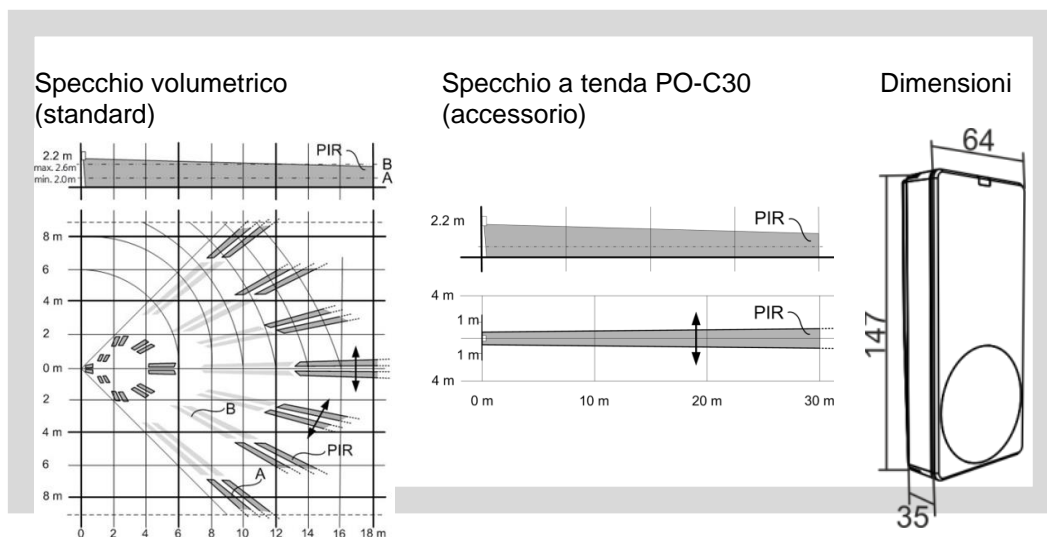 Specchio volumetrico
(standard)
2.2 m
max. 2.6m
min. 2.0m
PIR
B
A
8 m
6
4 m
2
0 m
2
4 m
6
8 m
B
PIR
A
0 2 4 6 8 10 12 14 16 18 m
Specchio a tenda PO-C30
(accessorio)
2.2 m
PIR
4 m
1 m
1 m
4 m
PIR
0 m 10 m 20 m 30 m
Dimensioni
64
147
35